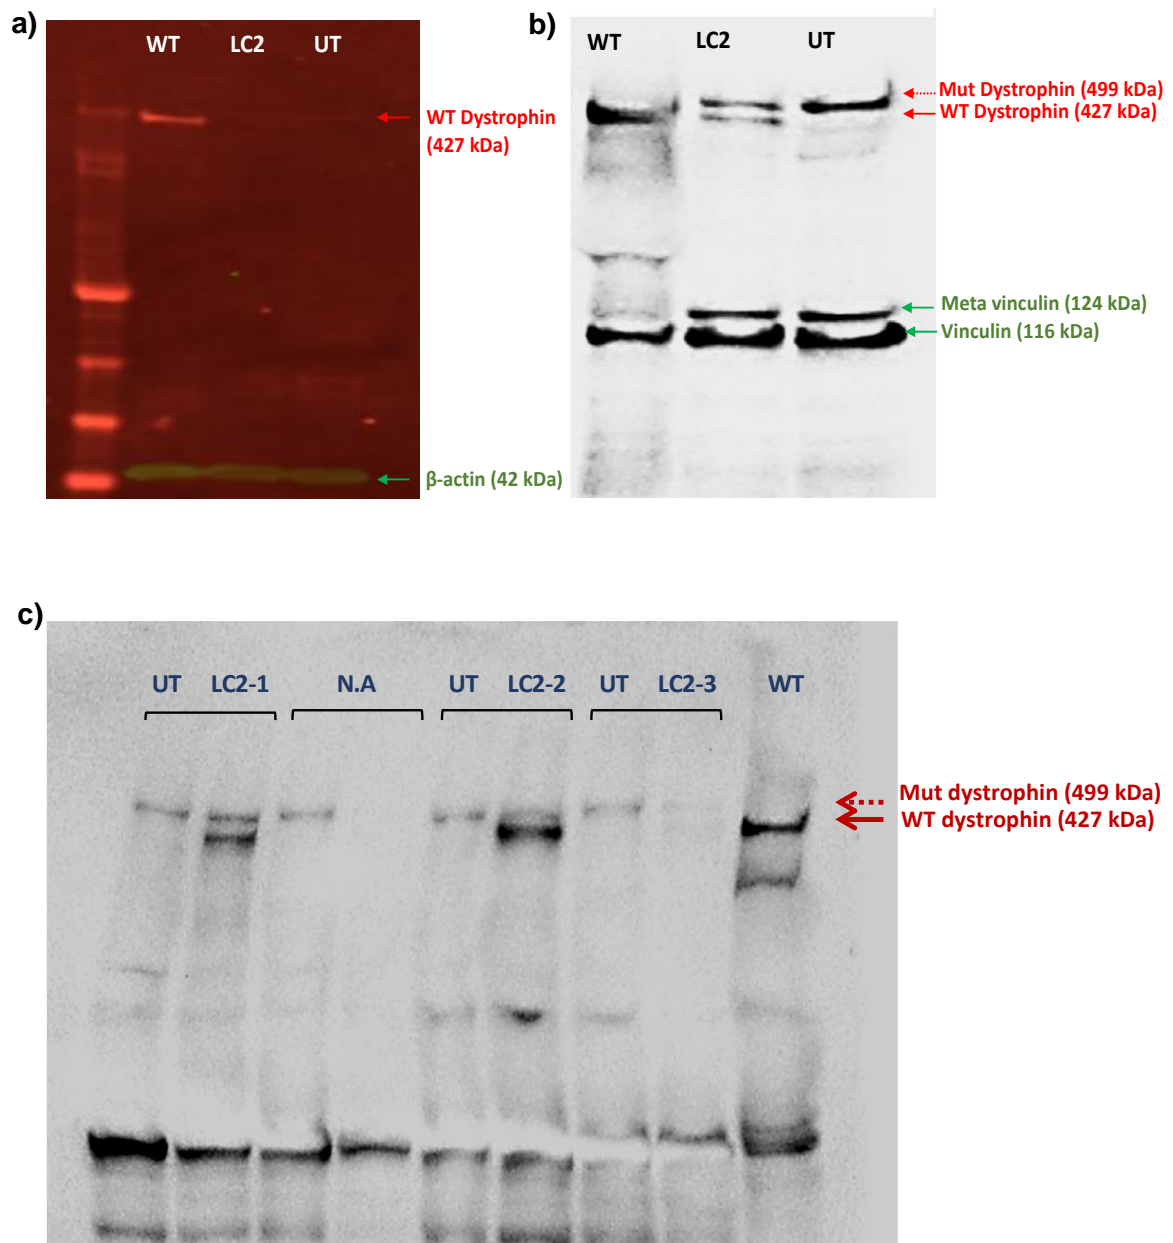 a)
WT LC2 UT
WT Dystrophin
(427 kDa)
β-actin (42 kDa)
b)
WT LC2 UT
Mut Dystrophin (499 kDa)
WT Dystrophin (427 kDa)
Meta vinculin (124 kDa)
Vinculin (116 kDa)
c)
UT LC2-1 N.A UT LC2-2 UT LC2-3 WT
Mut dystrophin (499 kDa)
WT dystrophin (427 kDa)